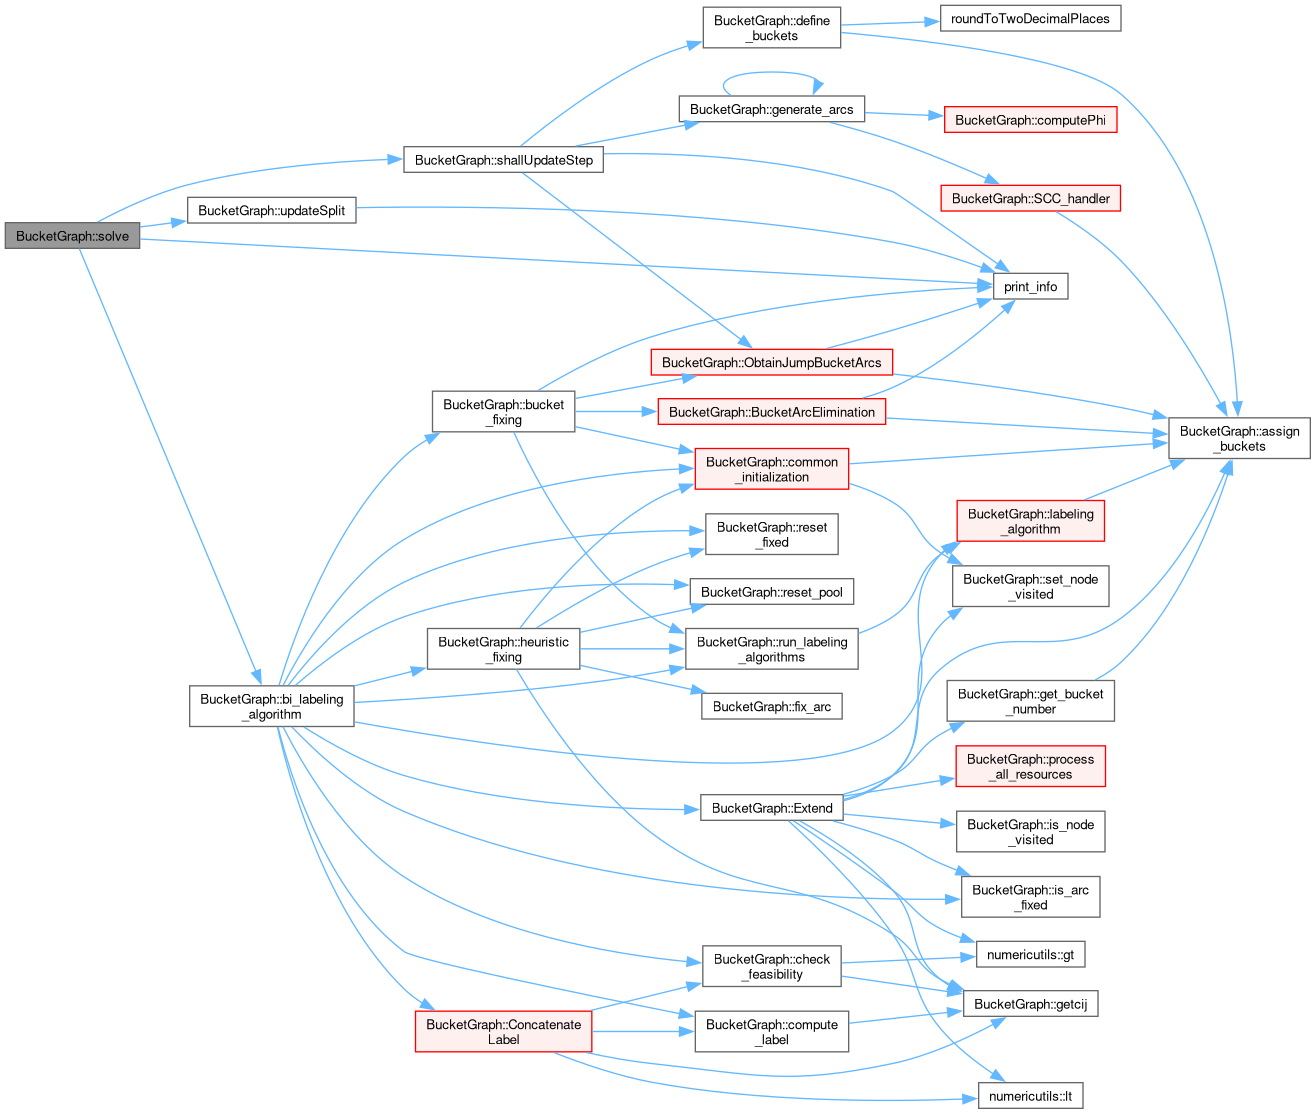 BucketGraph::solve
BucketGraph::shallUpdateStep
BucketGraph::updateSplit
BucketGraph::bi_labeling
_algorithm
BucketGraph::bucket
_fixing
BucketGraph::heuristic
_fixing
BucketGraph::Concatenate
Label
BucketGraph::define
_buckets
BucketGraph::generate_arcs
BucketGraph::ObtainJumpBucketArcs
BucketGraph::BucketArcElimination
BucketGraph::common
_initialization
BucketGraph::reset
_fixed
BucketGraph::reset_pool
BucketGraph::run_labeling
_algorithms
BucketGraph::fix_arc
BucketGraph::Extend
BucketGraph::check
_feasibility
BucketGraph::compute
_label
roundToTwoDecimalPlaces
BucketGraph::computePhi
BucketGraph::SCC_handler
print_info
BucketGraph::labeling
_algorithm
BucketGraph::set_node
_visited
BucketGraph::get_bucket
_number
BucketGraph::process
_all_resources
BucketGraph::is_node
_visited
BucketGraph::is_arc
_fixed
numericutils::gt
BucketGraph::getcij
numericutils::lt
BucketGraph::assign
_buckets